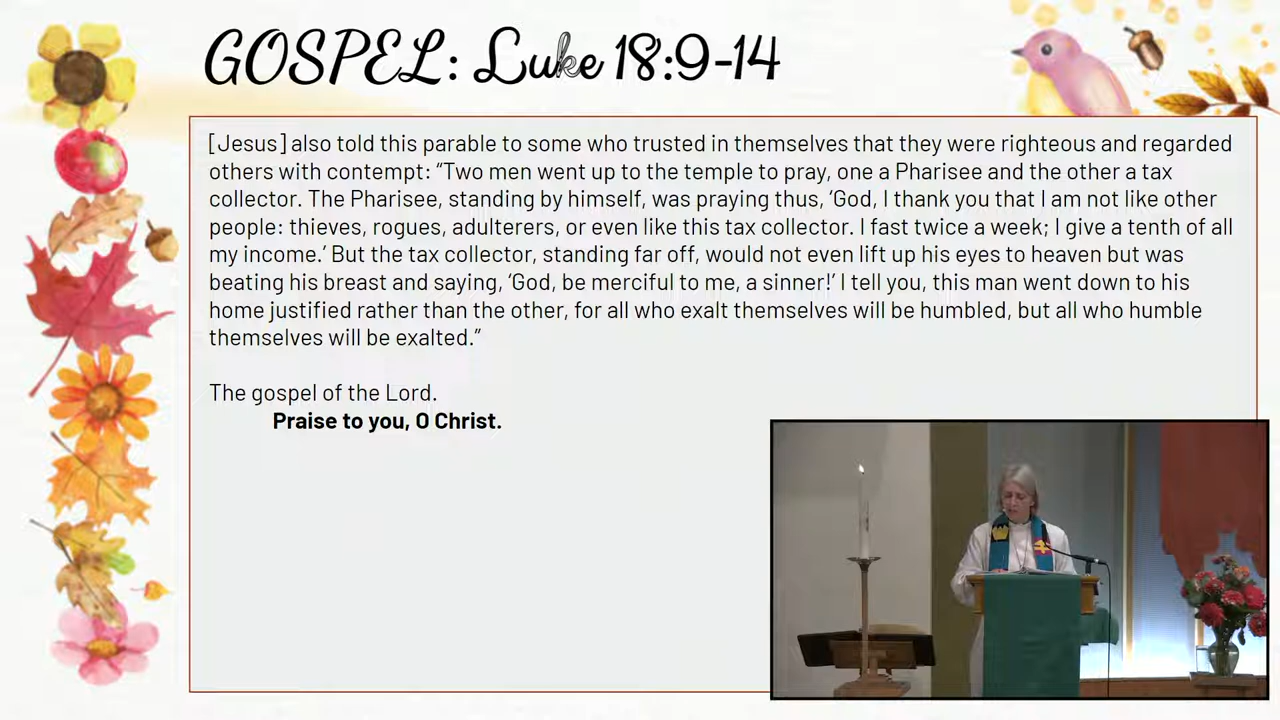 GOSPEL: Luke 18:9-14
[Jesus] also told this parable to some who trusted in themselves that they were righteous and regarded
others with contempt: “Two men went up to the temple to pray, one a Pharisee and the other a tax
collector. The Pharisee, standing by himself, was praying thus, ‘God, I thank you that I am not like other
people: thieves, rogues, adulterers, or even like this tax collector. I fast twice a week; I give a tenth of all
my income.’ But the tax collector, standing far off, would not even lift up his eyes to heaven but was
beating his breast and saying, ‘God, be merciful to me, a sinner!’ I tell you, this man went down to his
home justified rather than the other, for all who exalt themselves will be humbled, but all who humble
themselves will be exalted.”
The gospel of the Lord.
Praise to you, O Christ.